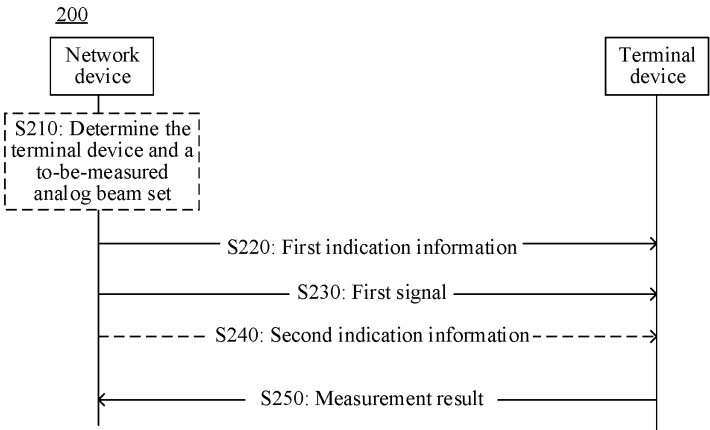 200
Network
device
Terminal
device
S210: Determine the
terminal device and a
to-be-measured
analog beam set
S220: First indication information
S230: First signal
S240: Second indication information
S250: Measurement result